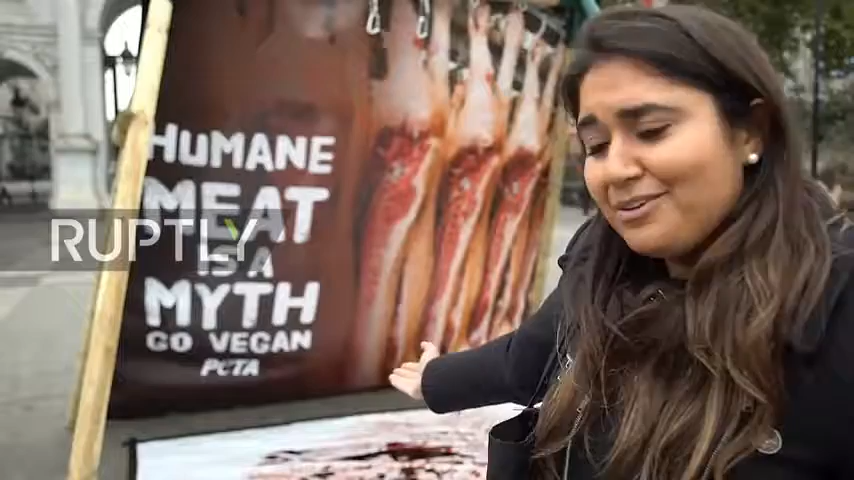 HUMANE
MEAT
RUPTLY
IS A
MYTH
GO VEGAN
PETA